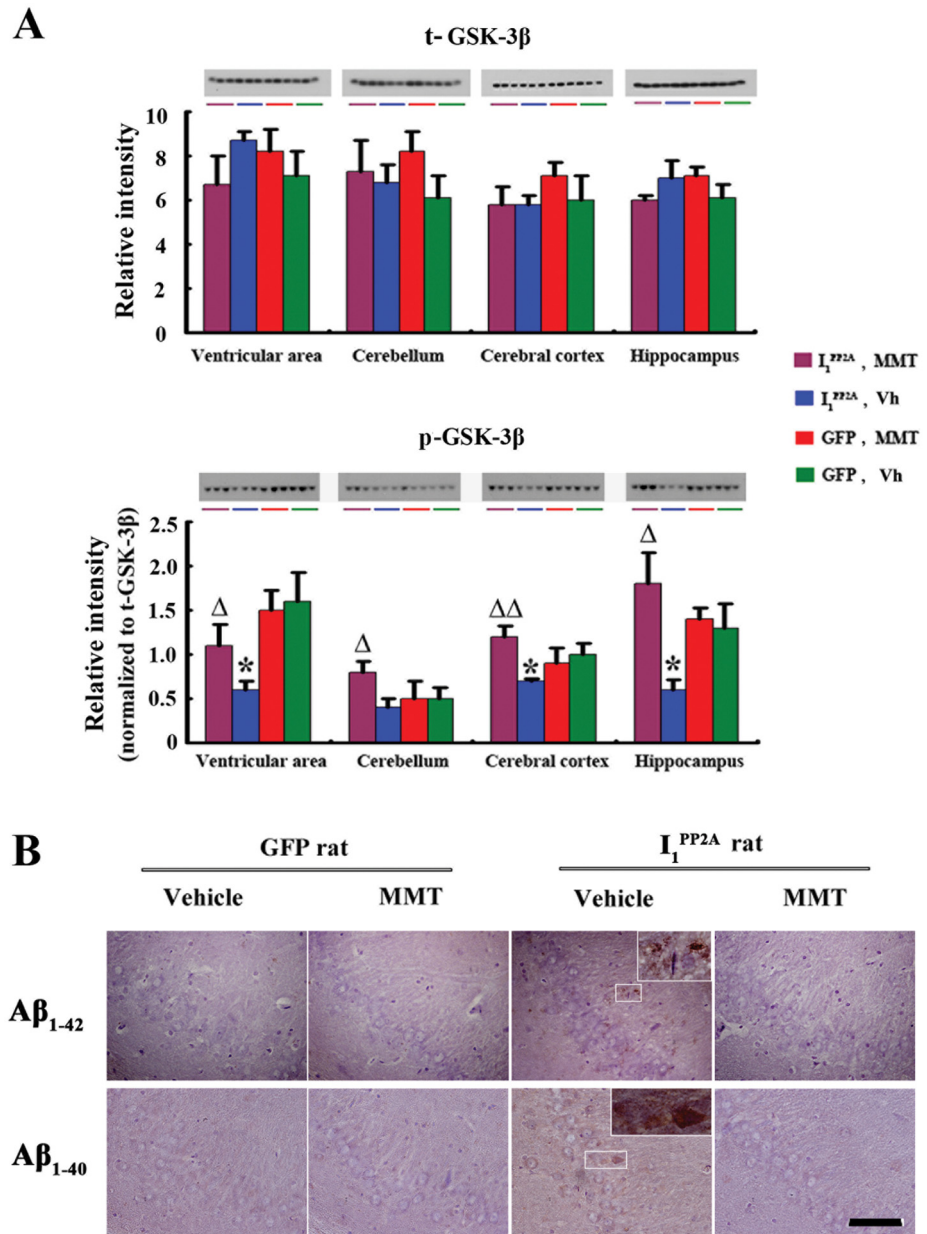 A
t- GSK-3β
Relative intensity
10
8
6
4
2
0
Ventricular area Cerebellum Cerebral cortex Hippocampus
I₁ᴾᴾ²ᴬ , MMT
I₁ᴾᴾ²ᴬ , Vh
GFP , MMT
GFP , Vh
p-GSK-3β
Relative intensity
(normalized to t-GSK-3β)
2.5
2.0
1.5
1.0
0.5
0
Δ
*
Δ
ΔΔ
*
Δ
*
Ventricular area Cerebellum Cerebral cortex Hippocampus
B
GFP rat I₁ᴾᴾ²ᴬ rat
Vehicle MMT Vehicle MMT
Aβ₁₋₄₂
Aβ₁₋₄₀